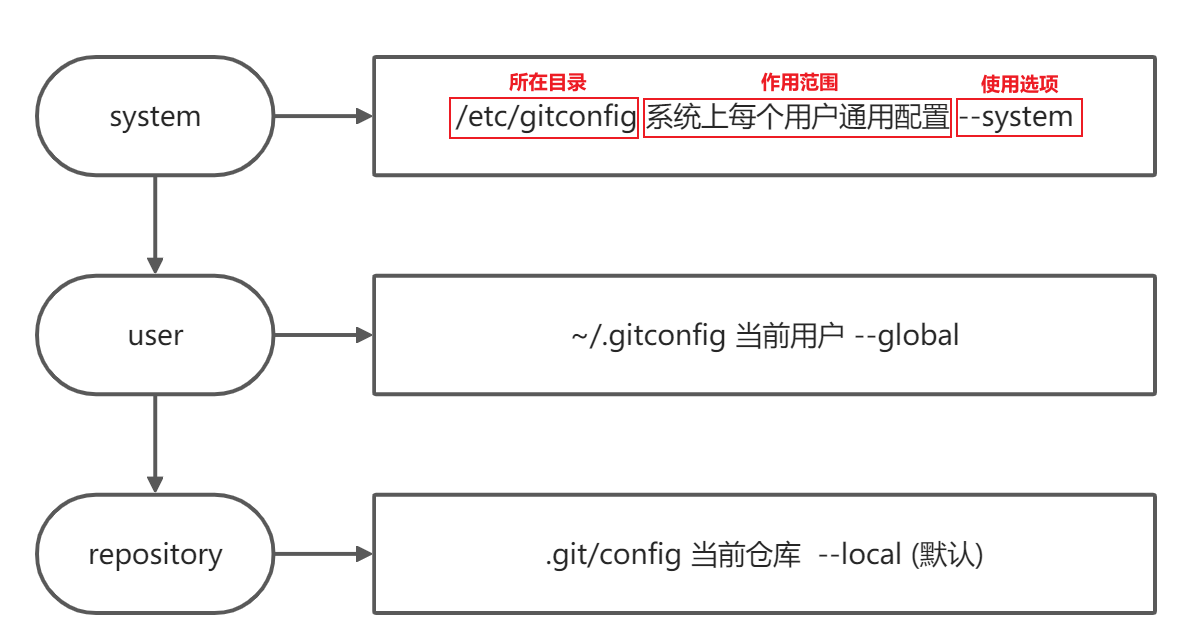 所在目录 作用范围 使用选项
system /etc/gitconfig 系统上每个用户通用配置 --system
user ~/.gitconfig 当前用户 --global
repository .git/config 当前仓库 --local (默认)